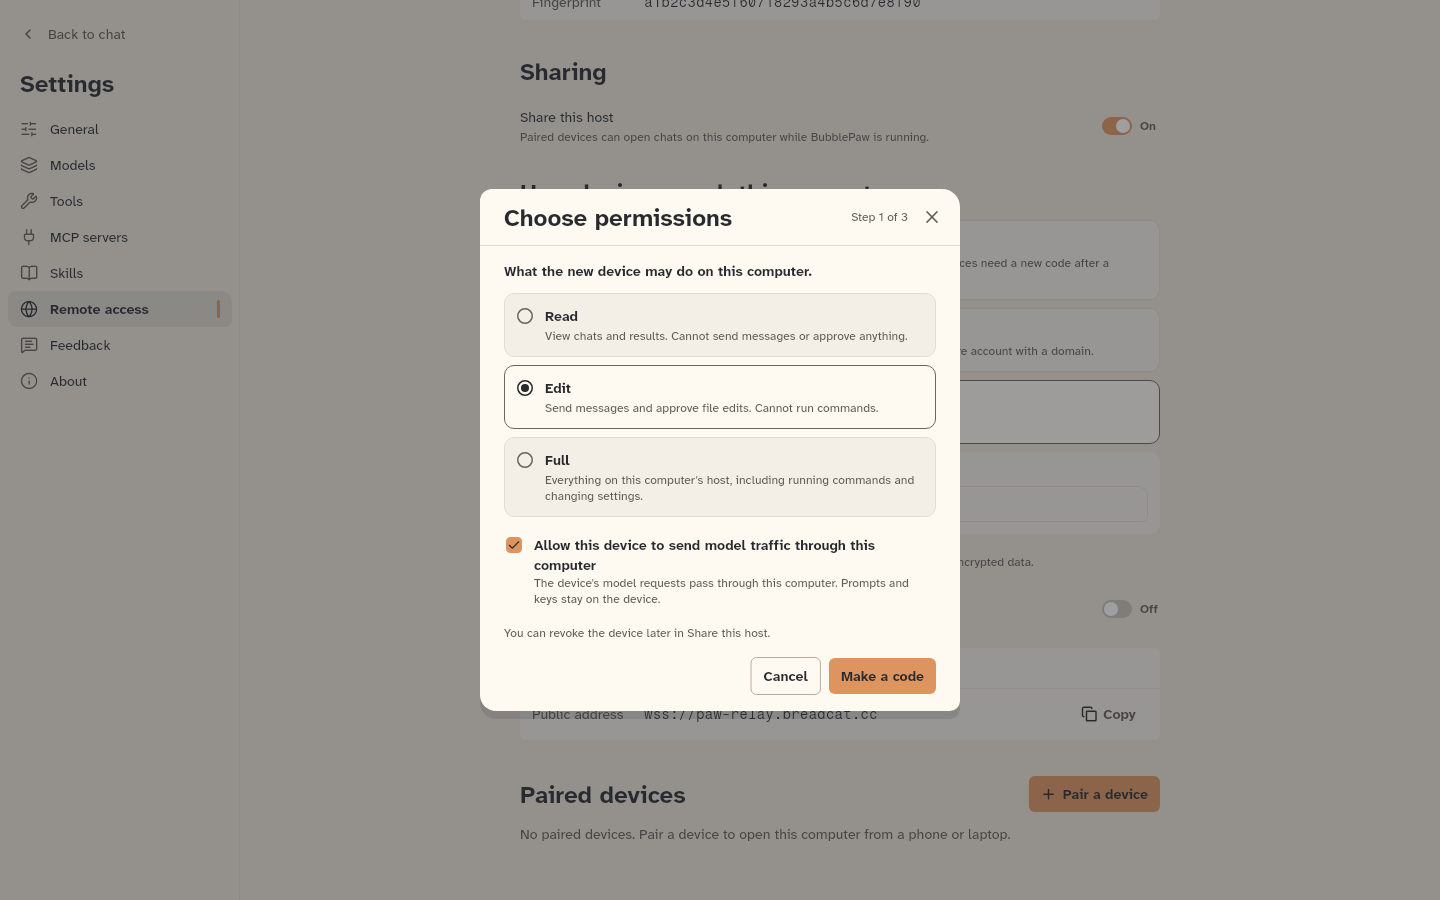 Back to chat
Settings
General
Models
Tools
MCP servers
Skills
Remote access
Feedback
About
Fingerprint
Sharing
Share this host
Paired devices can open chats on this computer while BubblePaw is running.
On
Choose permissions
Step 1 of 3
What the new device may do on this computer.
Read
View chats and results. Cannot send messages or approve anything.
Edit
Send messages and approve file edits. Cannot run commands.
Full
Everything on this computer's host, including running commands and
changing settings.
Allow this device to send model traffic through this
computer
The device's model requests pass through this computer. Prompts and
keys stay on the device.
You can revoke the device later in Share this host.
Cancel
Make a code
need a new code after a
account with a domain.
data.
Off
Public address wss://paw-relay.breadcat.cc
Copy
Paired devices
Pair a device
No paired devices. Pair a device to open this computer from a phone or laptop.